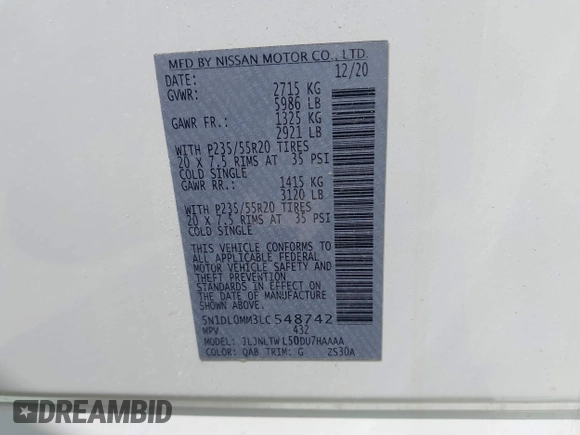 MFD BY NISSAN MOTOR CO., LTD.
DATE: 12/20
GVWR: 2715 KG
5986 LB
GAWR FR.: 1325 KG
2921 LB
WITH P235/55R20 TIRES
20 X 7.5 RIMS AT 35 PSI
COLD SINGLE
GAWR RR.: 1415 KG
3120 LB
WITH P235/55R20 TIRES
20 X 7.5 RIMS AT 35 PSI
COLD SINGLE
THIS VEHICLE CONFORMS TO
ALL APPLICABLE FEDERAL
MOTOR VEHICLE SAFETY AND
THEFT PREVENTION
STANDARDS IN EFFECT ON
THE DATE OF MANUFACTURE
SHOWN ABOVE.
5N1DL0MM3LC548742
MPV 432
MODEL: JLJNLTW L50DU7HAAAA
COLOR: QAB TRIM: G 2S30A
DREAMBID